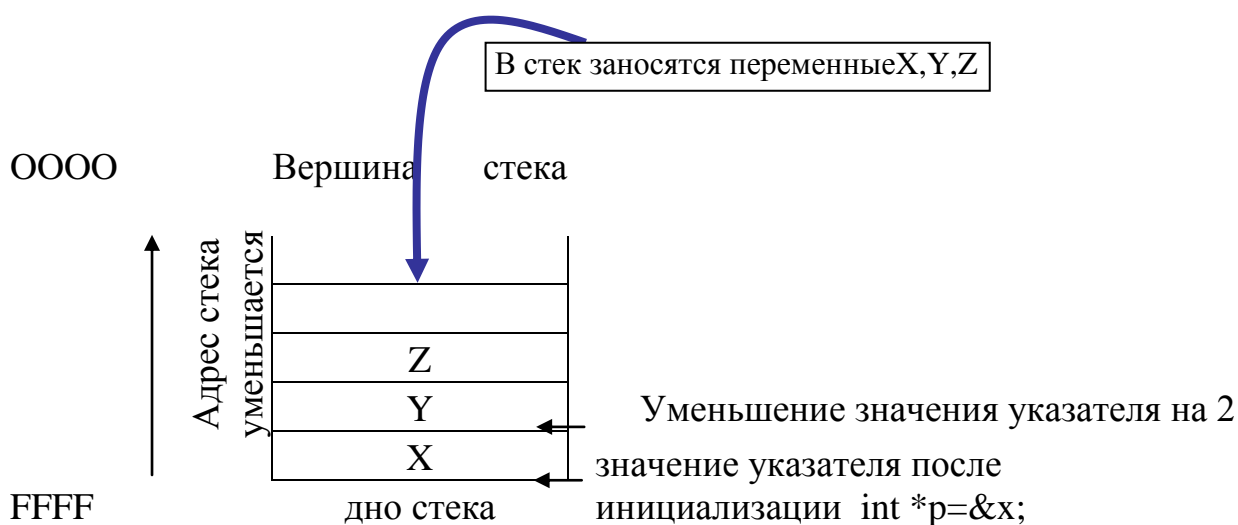 В стек заносятся переменныеX,Y,Z
OOOO
Вершина стека
Адрес стека
уменьшается
Z
Y
Уменьшение значения указателя на 2
X
значение указателя после
инициализации int *p=&x;
FFFF
дно стека